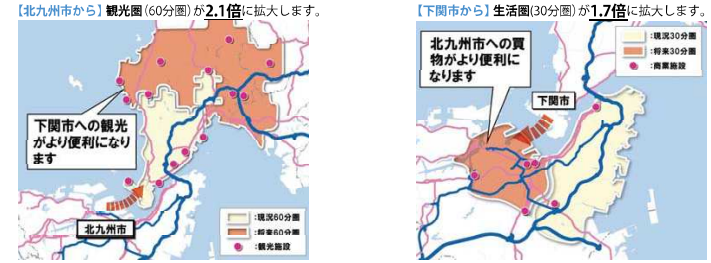 【北九州市から】観光圏(60分圏)が2.1倍に拡大します。
下関市への観光
がより便利になり
ます
北九州市
:現況60分圏
:将来60分圏
:観光施設
【下関市から】生活圏(30分圏)が1.7倍に拡大します。
北九州市への買
物がより便利に
なります
下関市
:現況30分圏
:将来30分圏
:商業施設